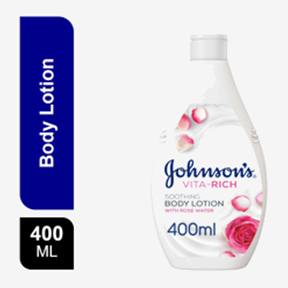 Body Lotion
400
ML
Johnson's
VITA-RICH
SOOTHING
BODY LOTION
WITH ROSE WATER
400ml